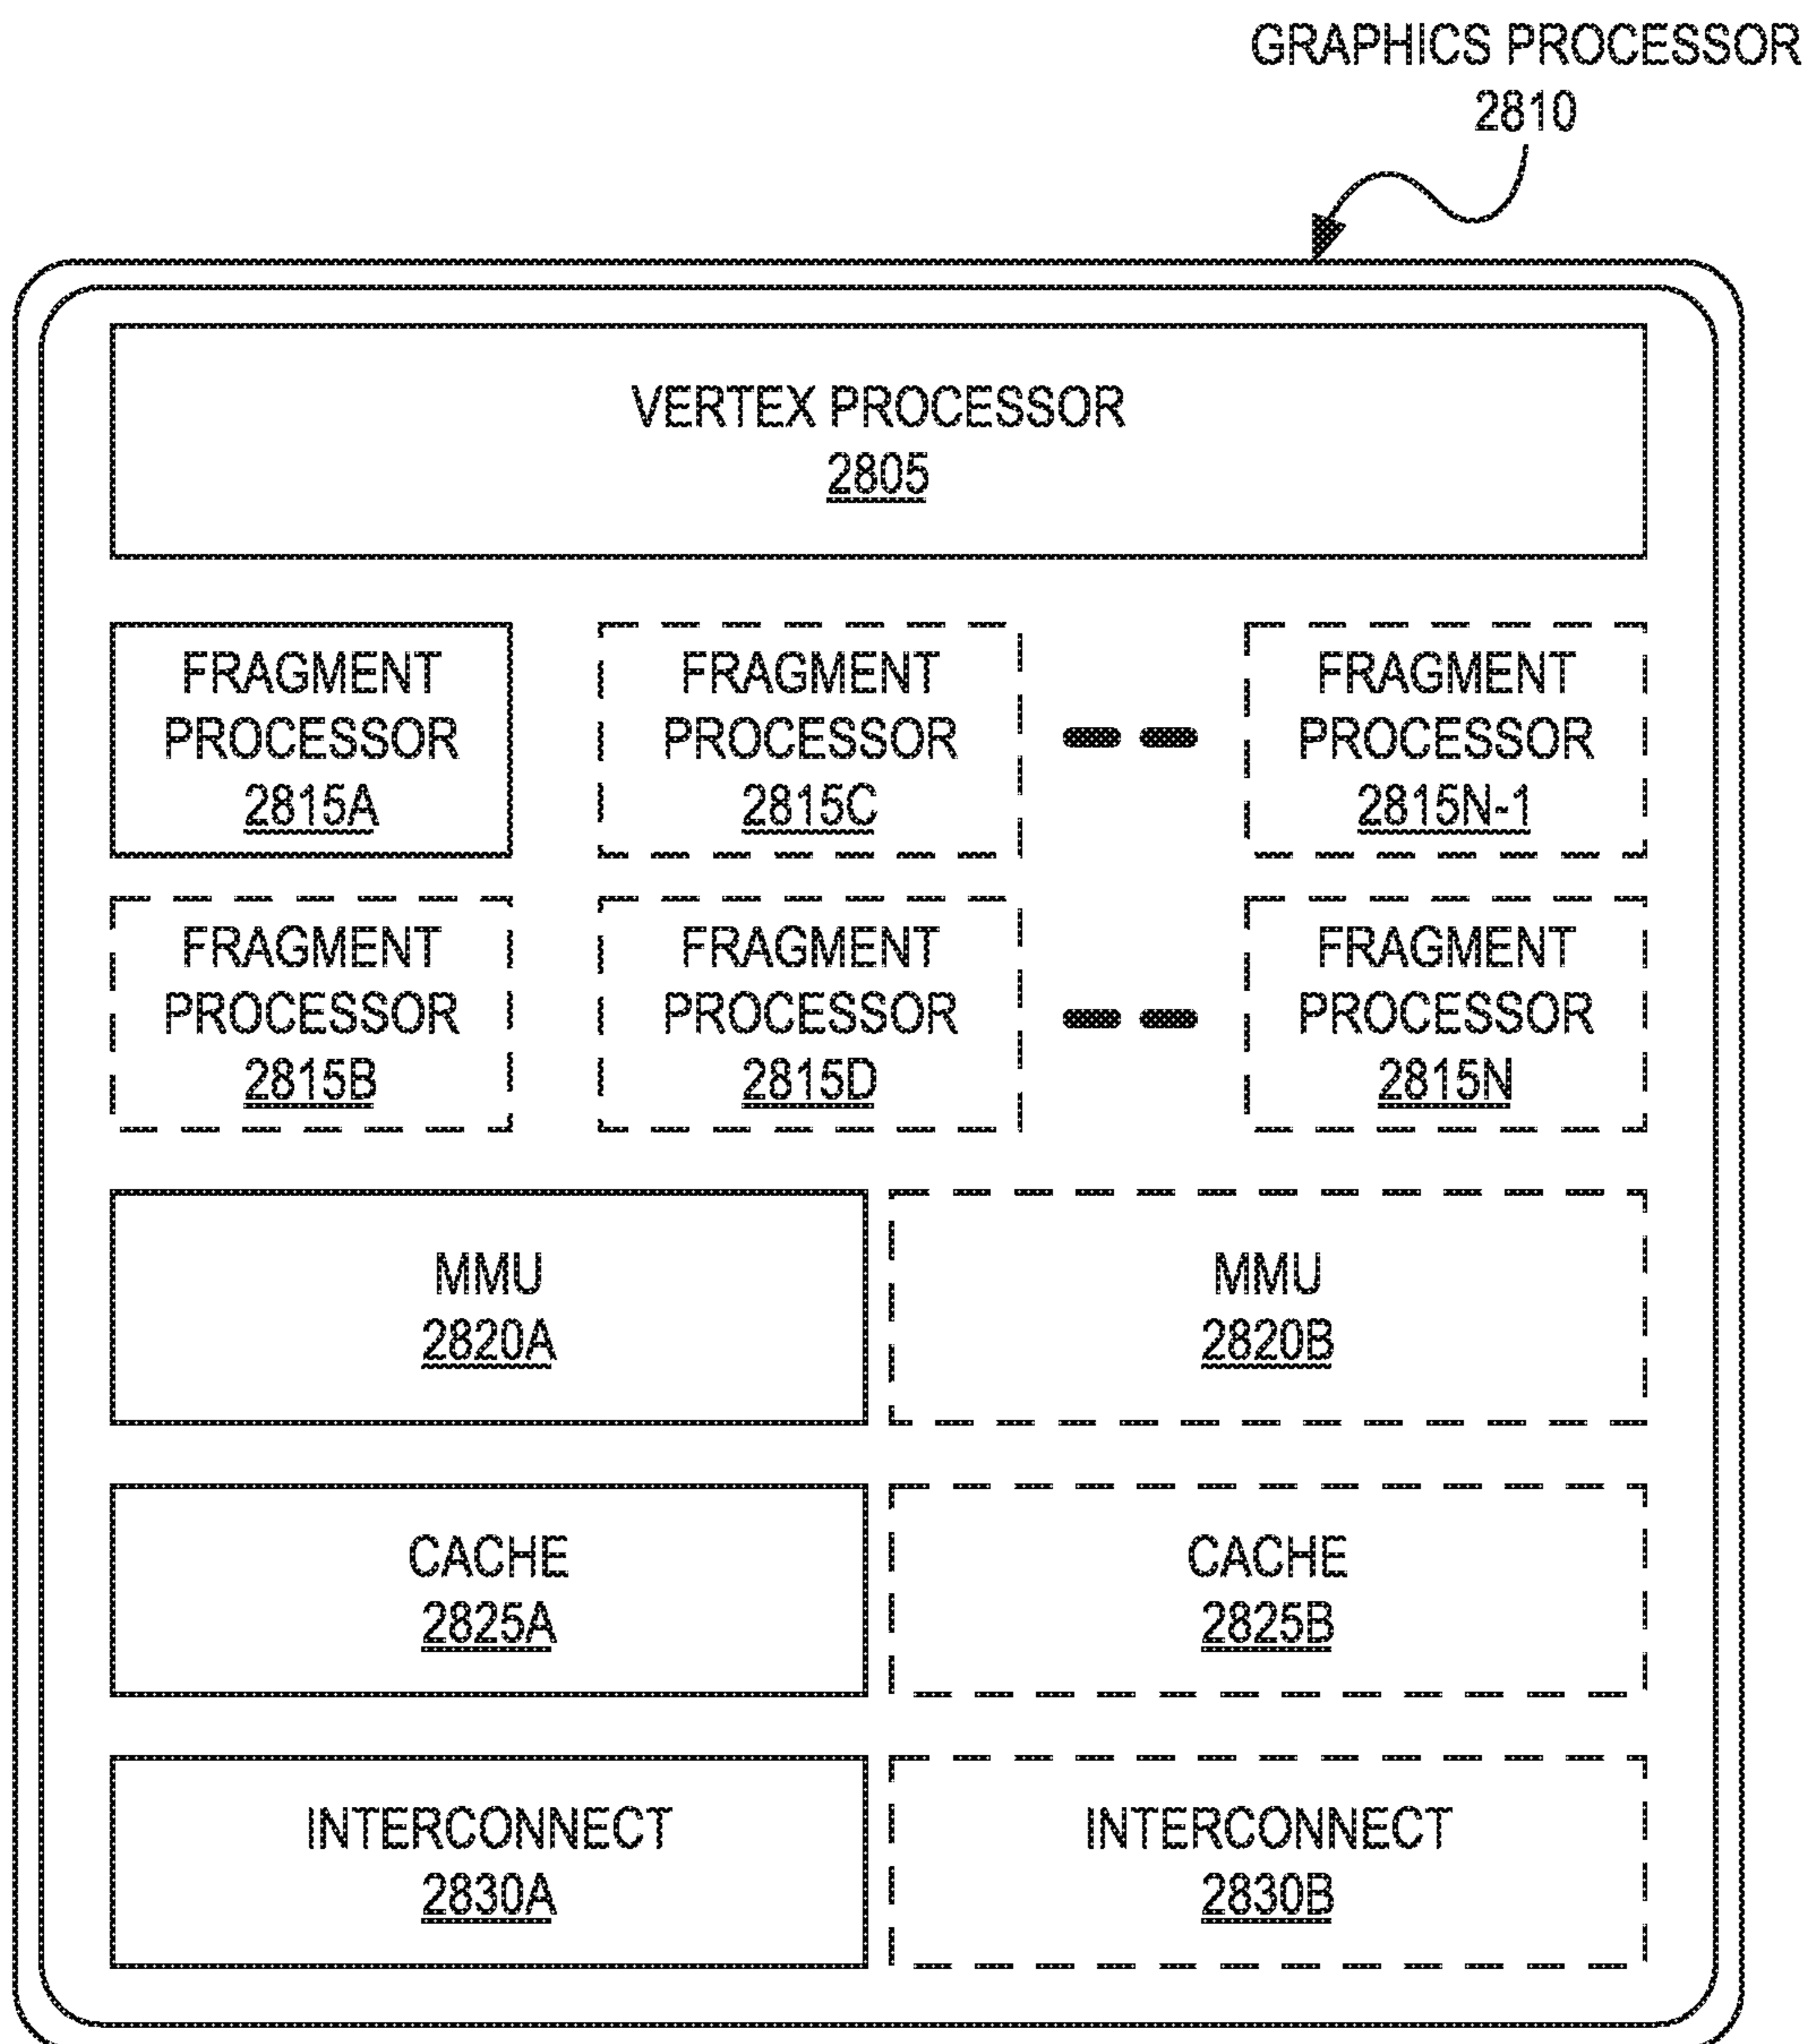 GRAPHICS PROCESSOR
2810
VERTEX PROCESSOR
2805
FRAGMENT
PROCESSOR
2815A
FRAGMENT
PROCESSOR
2815C
FRAGMENT
PROCESSOR
2815N-1
FRAGMENT
PROCESSOR
2815B
FRAGMENT
PROCESSOR
2815D
FRAGMENT
PROCESSOR
2815N
MMU
2820A
MMU
2820B
CACHE
2825A
CACHE
2825B
INTERCONNECT
2830A
INTERCONNECT
2830B